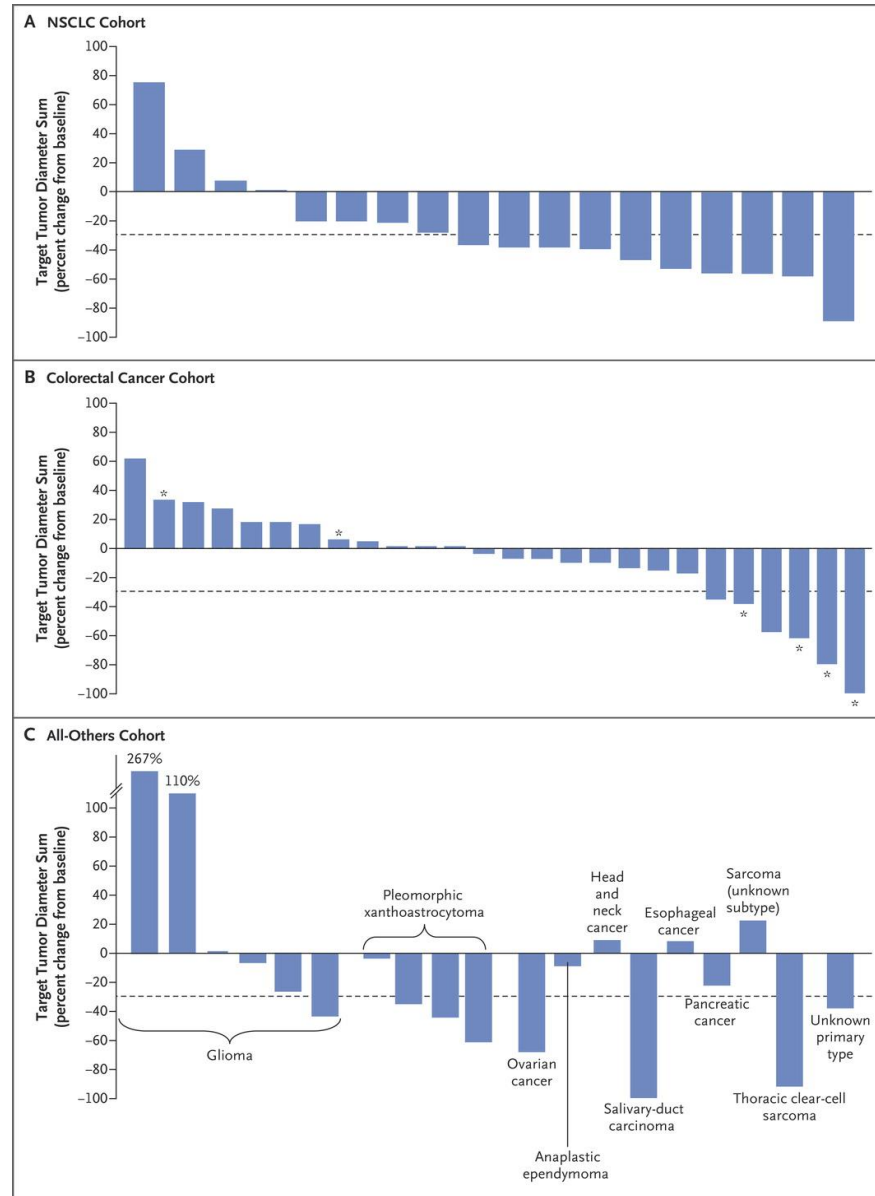 A NSCLC Cohort
Target Tumor Diameter Sum
(percent change from baseline)
100
80
60
40
20
0
−20
−40
−60
−80
−100
B Colorectal Cancer Cohort
Target Tumor Diameter Sum
(percent change from baseline)
100
80
60
40
20
0
−20
−40
−60
−80
−100
*
*
*
*
*
*
C All-Others Cohort
Target Tumor Diameter Sum
(percent change from baseline)
267%
110%
100
80
60
40
20
0
−20
−40
−60
−80
−100
Glioma
Pleomorphic
xanthoastrocytoma
Ovarian
cancer
Anaplastic
ependymoma
Head
and
neck
cancer
Salivary-duct
carcinoma
Esophageal
cancer
Pancreatic
cancer
Sarcoma
(unknown
subtype)
Thoracic clear-cell
sarcoma
Unknown
primary
type